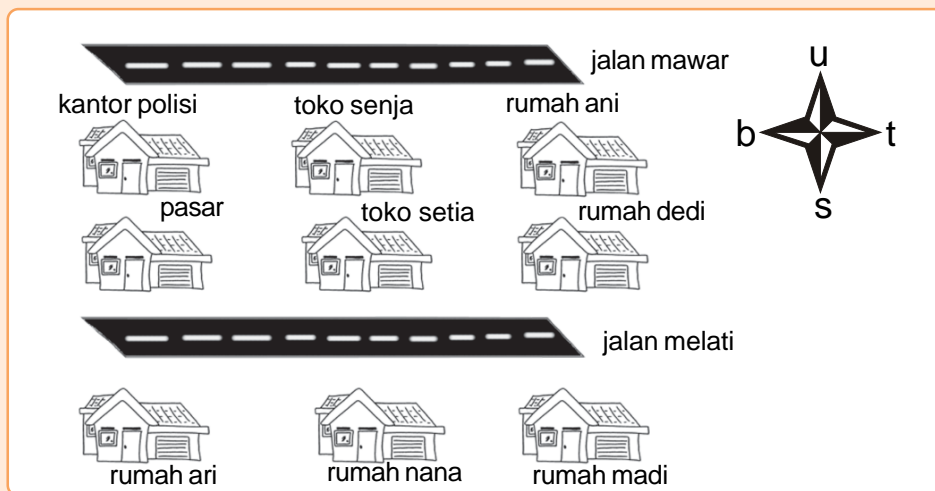 jalan mawar
u
kantor polisi toko senja rumah ani
b t
s
pasar toko setia rumah dedi
jalan melati
rumah ari rumah nana rumah madi